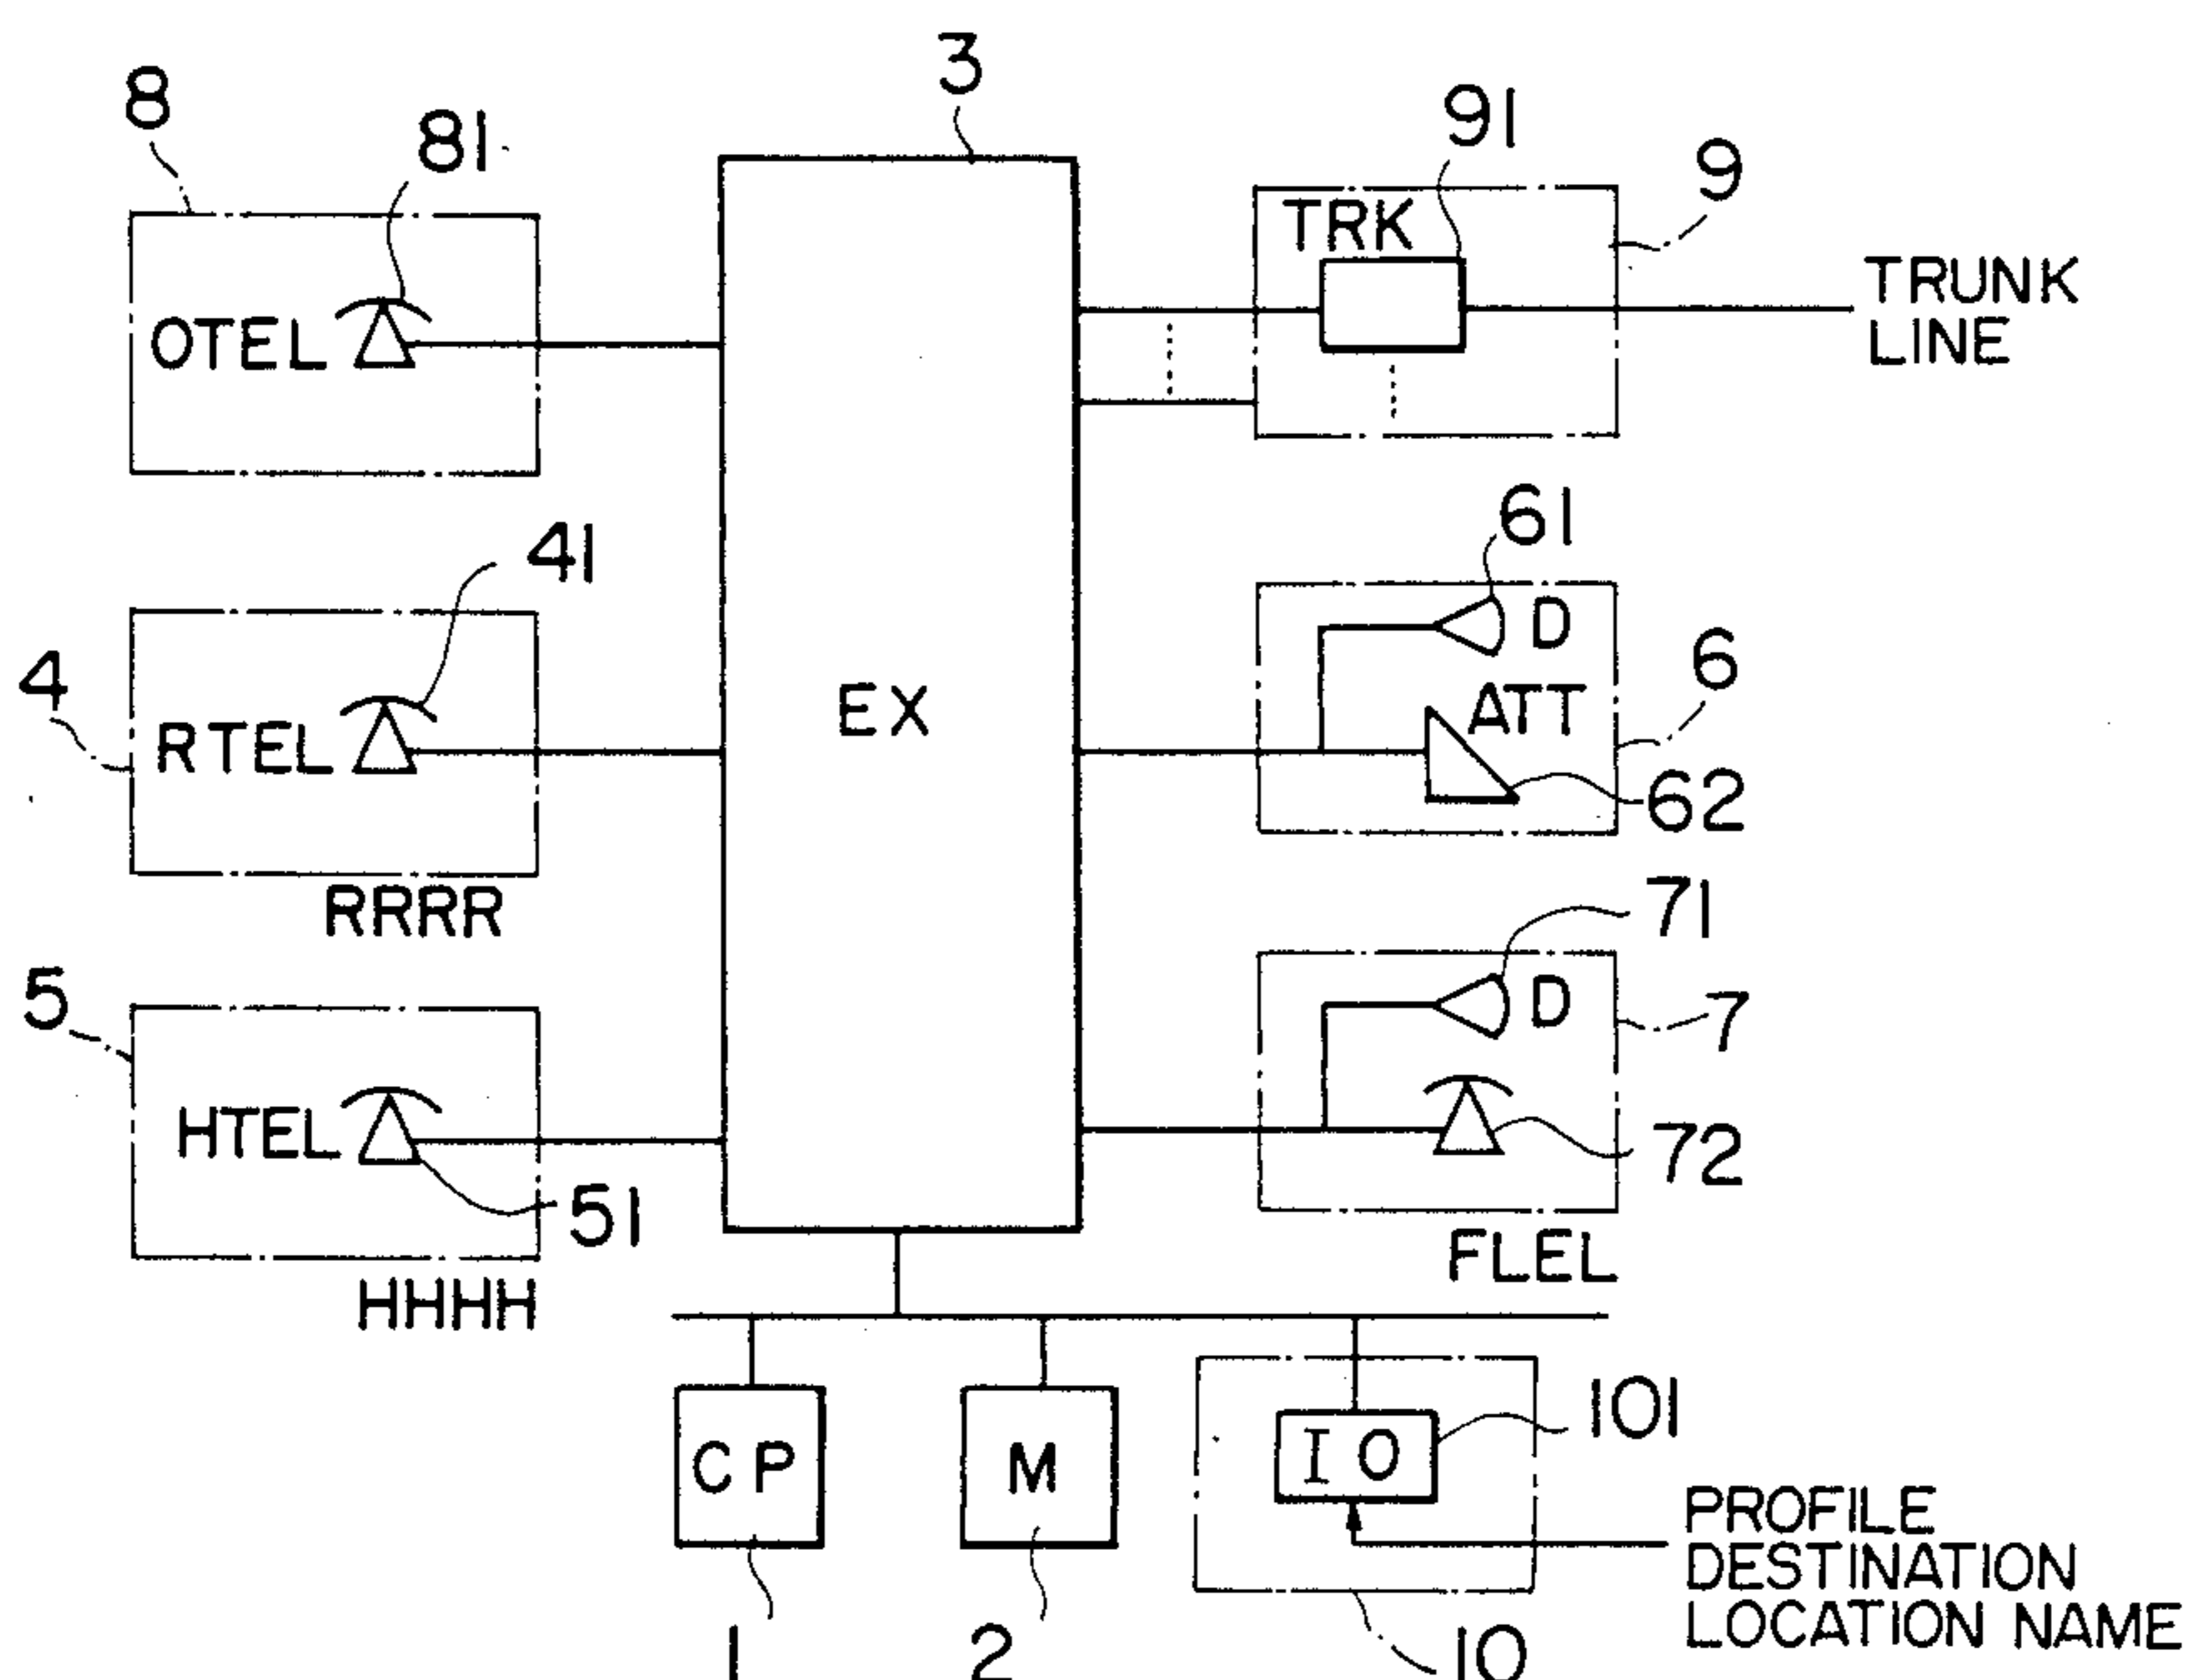 3
8
81
91
9
TRK
OTEL
TRUNK
LINE
61
41
D
6
4
ATT
RTEL
EX
62
RRRR
71
5
D
7
HTEL
72
51
FLEL
HHHH
101
CP
M
IO
PROFILE
DESTINATION
LOCATION NAME
1
2
10